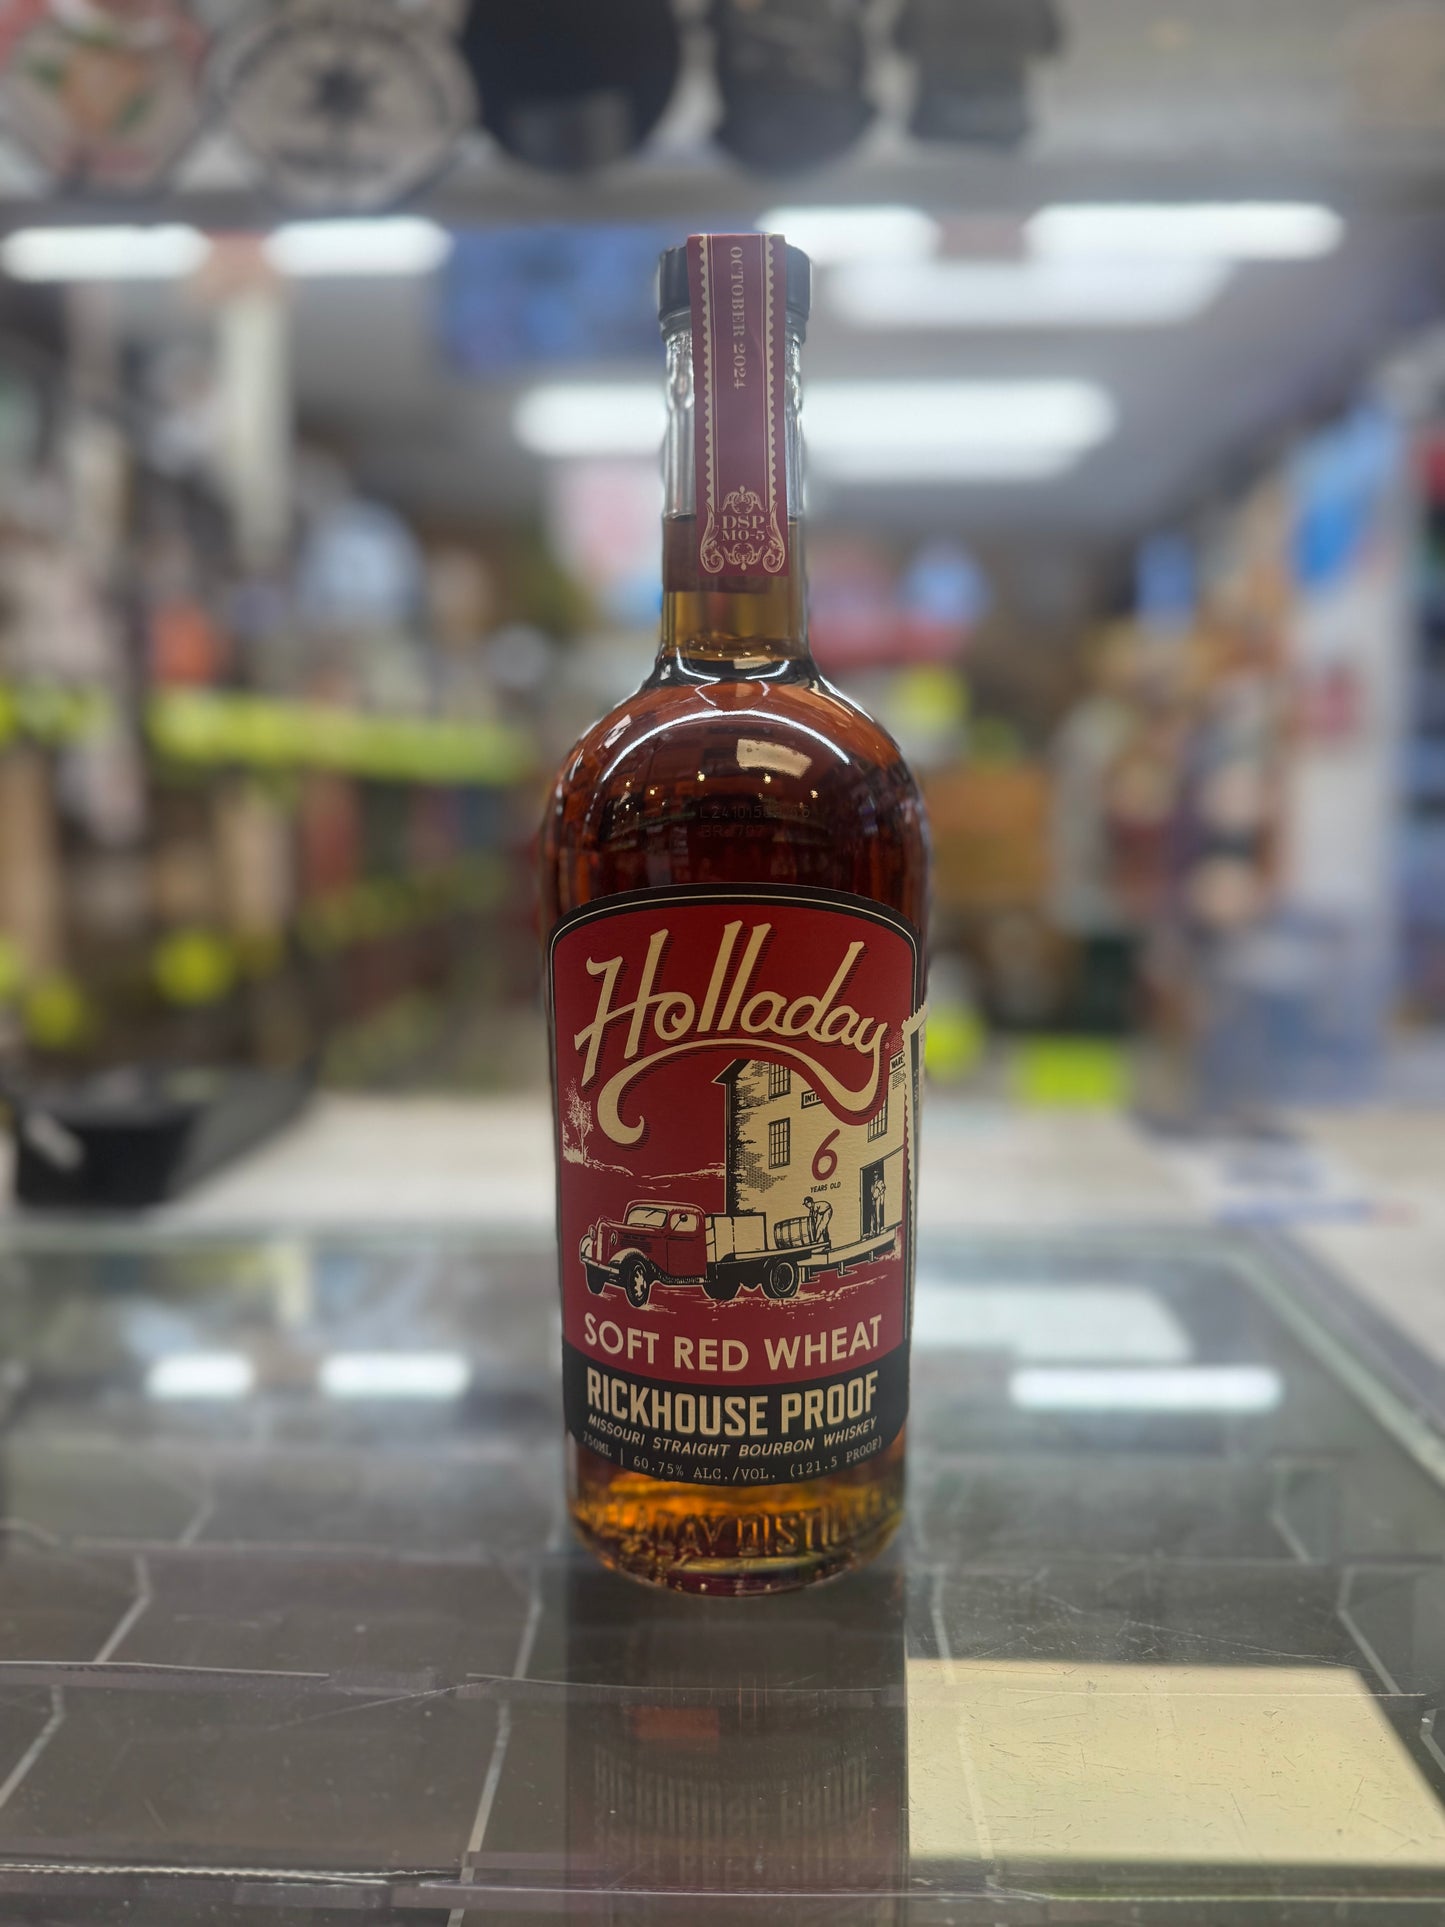 OCTOBER 2024
DSP
MO-5
Holladay
6
YEARS OLD
SOFT RED WHEAT
RICKHOUSE PROOF
MISSOURI STRAIGHT BOURBON WHISKEY
750ML | 60.75% ALC./VOL. (121.5 PROOF)